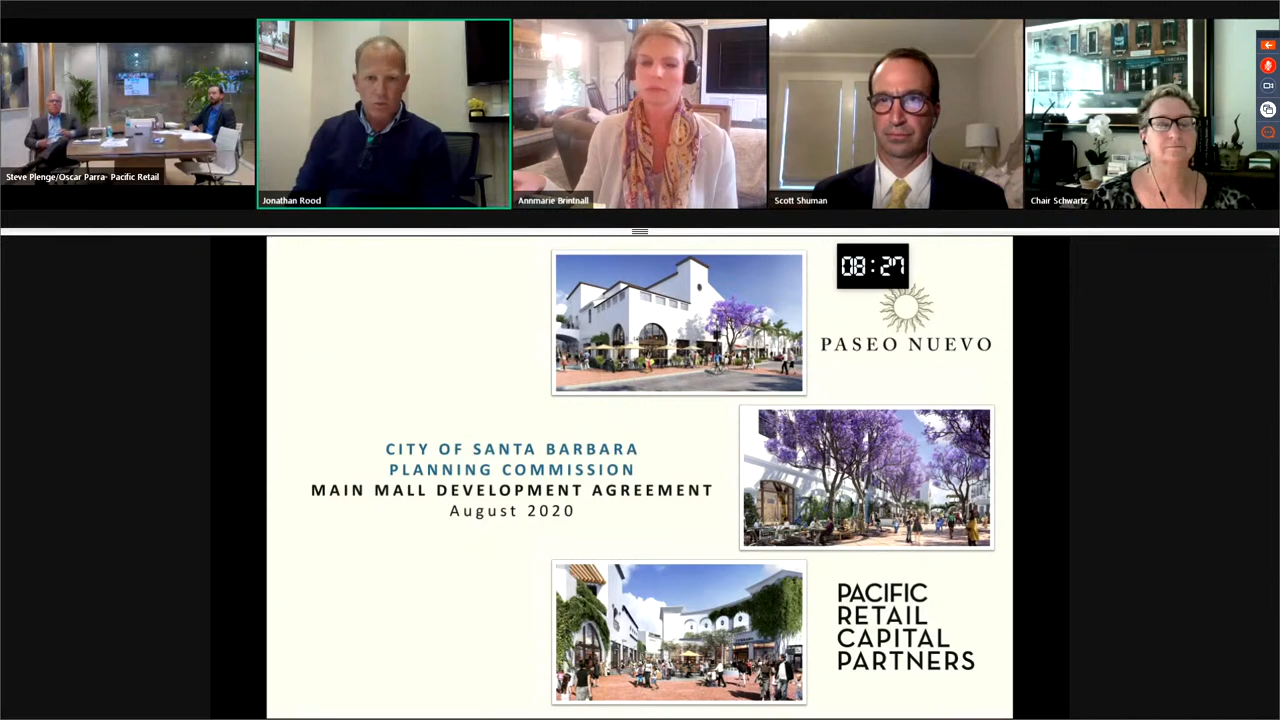 Steve Plenge/Oscar Parra- Pacific Retail
Jonathan Rood
Annmarie Brintnall
Scott Shuman
Chair Schwartz
08:27
PASEO NUEVO
CITY OF SANTA BARBARA
PLANNING COMMISSION
MAIN MALL DEVELOPMENT AGREEMENT
August 2020
PACIFIC
RETAIL
CAPITAL
PARTNERS